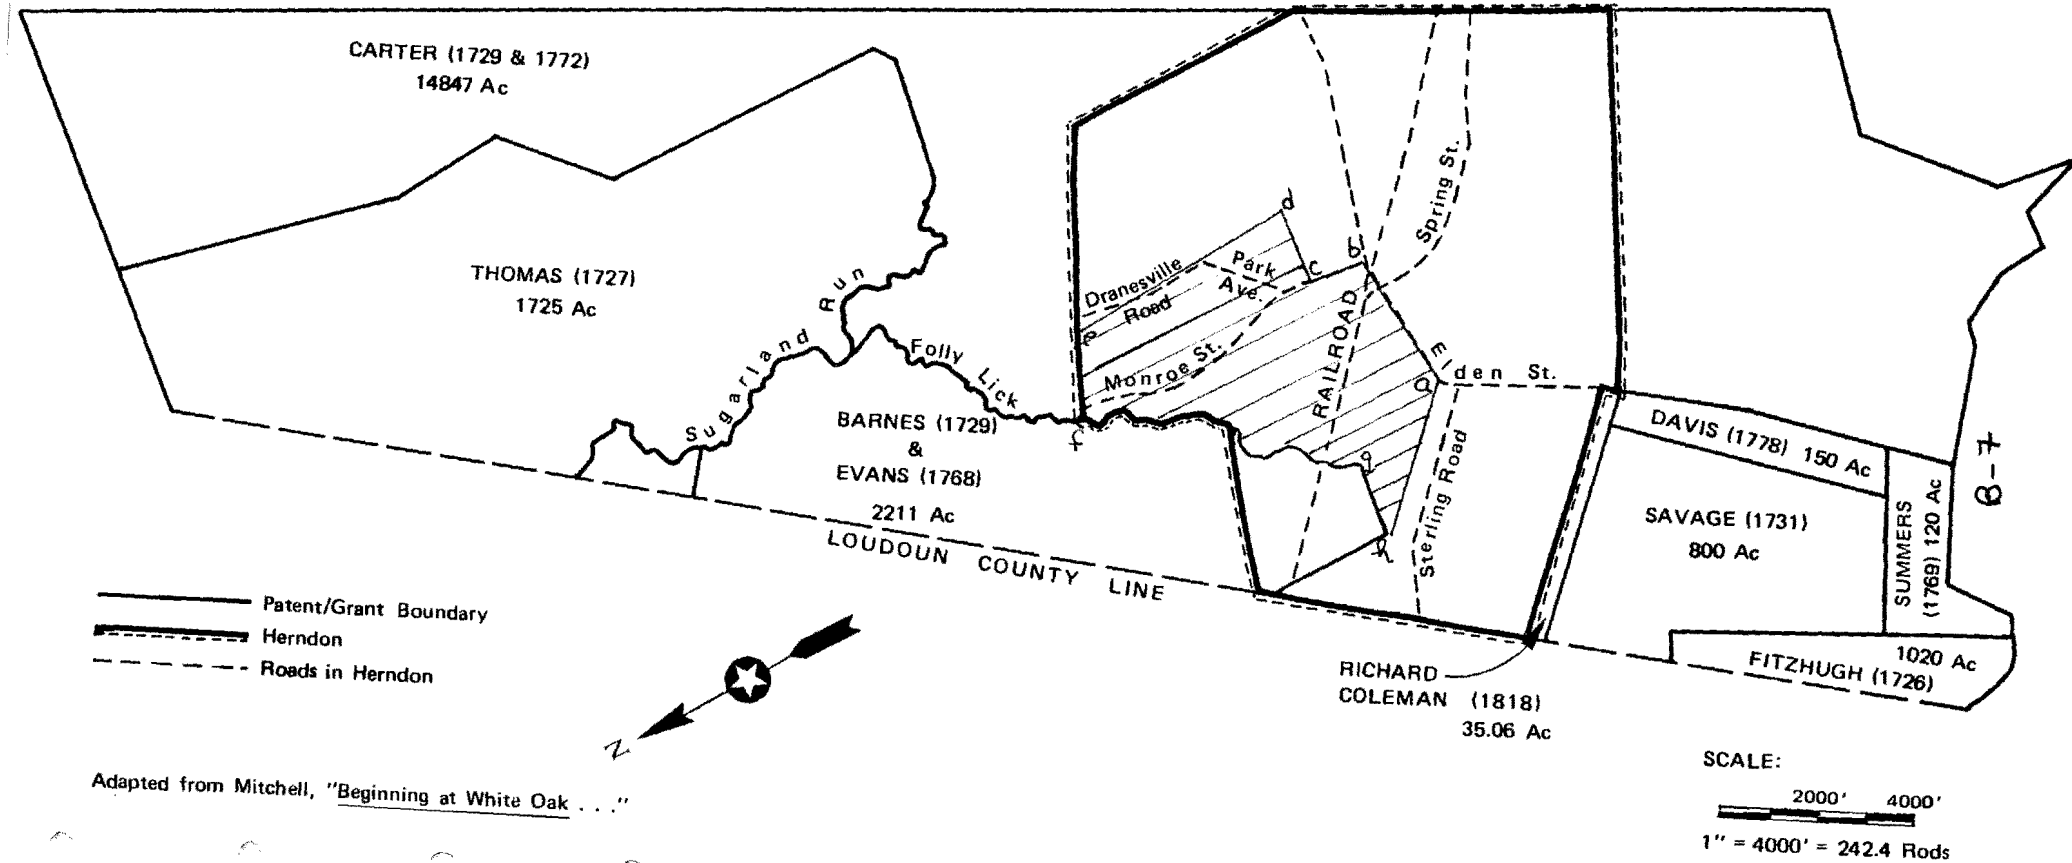 CARTER (1729 & 1772)
14847 Ac
THOMAS (1727)
1725 Ac
Sugarland Run
Folly Lick
BARNES (1729)
&
EVANS (1768)
2211 Ac
LOUDOUN COUNTY LINE
Dranesville
Road
Park
Ave.
Monroe St.
RAILROAD
Spring St.
Elden St.
Sterling Road
a
b
c
d
e
f
g
h
DAVIS (1778) 150 Ac
SAVAGE (1731)
800 Ac
SUMMERS
(1769) 120 Ac
B-7
1020 Ac
FITZHUGH (1726)
RICHARD
COLEMAN (1818)
35.06 Ac
Patent/Grant Boundary
Herndon
Roads in Herndon
N
Adapted from Mitchell, "Beginning at White Oak . . ."
SCALE:
2000' 4000'
1" = 4000' = 242.4 Rods